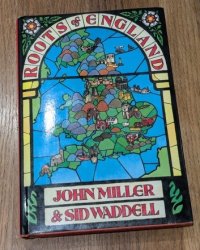 ROOTS of ENGLAND
JOHN MILLER
& SID WADDELL